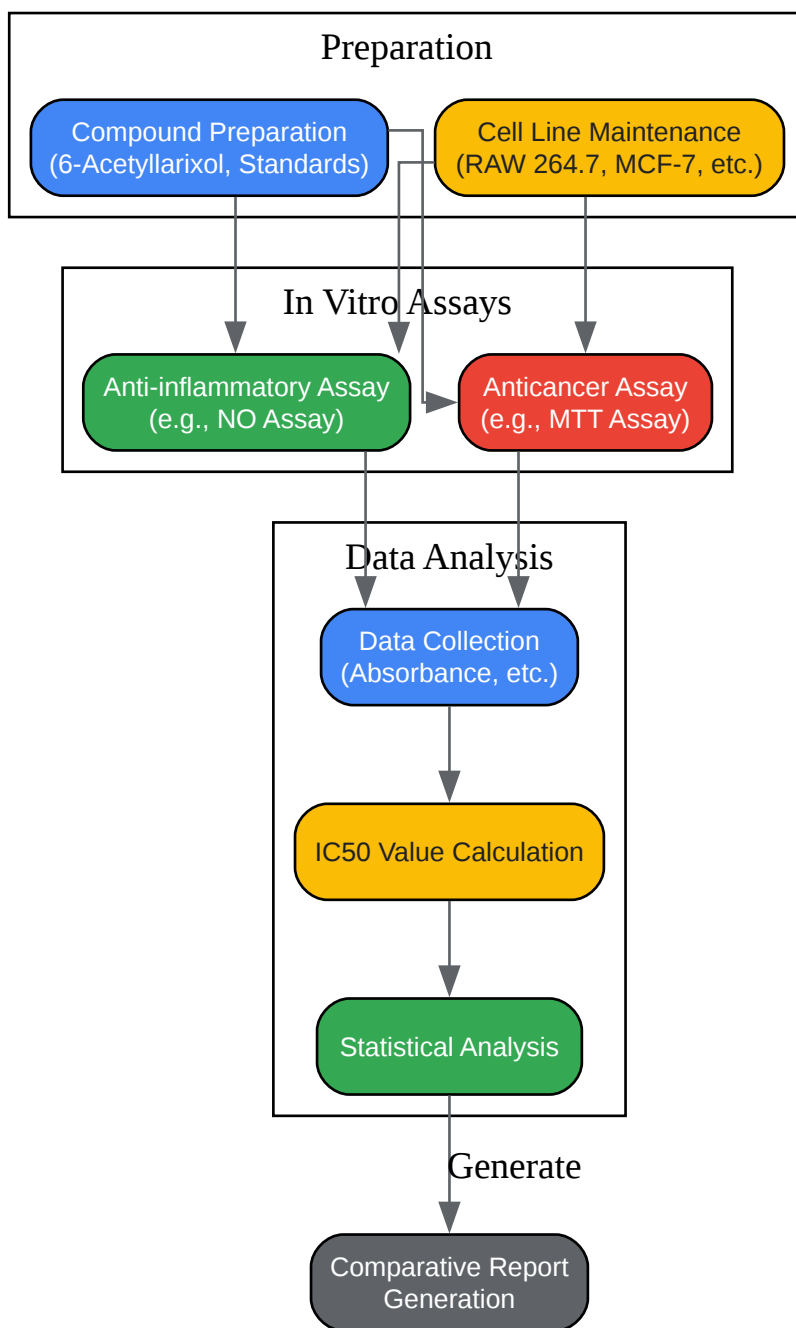 Preparation
Compound Preparation
(6-Acetyllarixol, Standards)
Cell Line Maintenance
(RAW 264.7, MCF-7, etc.)
In Vitro Assays
Anti-inflammatory Assay
(e.g., NO Assay)
Anticancer Assay
(e.g., MTT Assay)
Data Analysis
Data Collection
(Absorbance, etc.)
IC50 Value Calculation
Statistical Analysis
Generate
Comparative Report
Generation